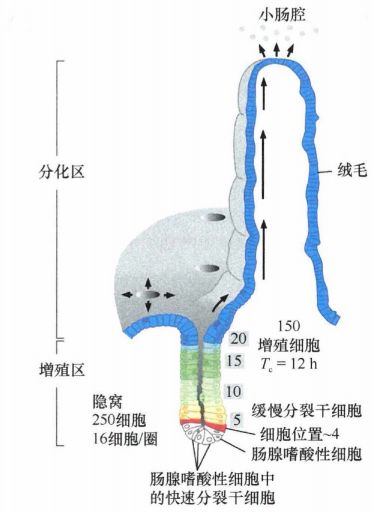 小肠腔
分化区
绒毛
20
150
增殖细胞
Tc = 12 h
15
增殖区
10
隐窝
250细胞
16细胞/圈
5
缓慢分裂干细胞
细胞位置~4
肠腺嗜酸性细胞
肠腺嗜酸性细胞中
的快速分裂干细胞